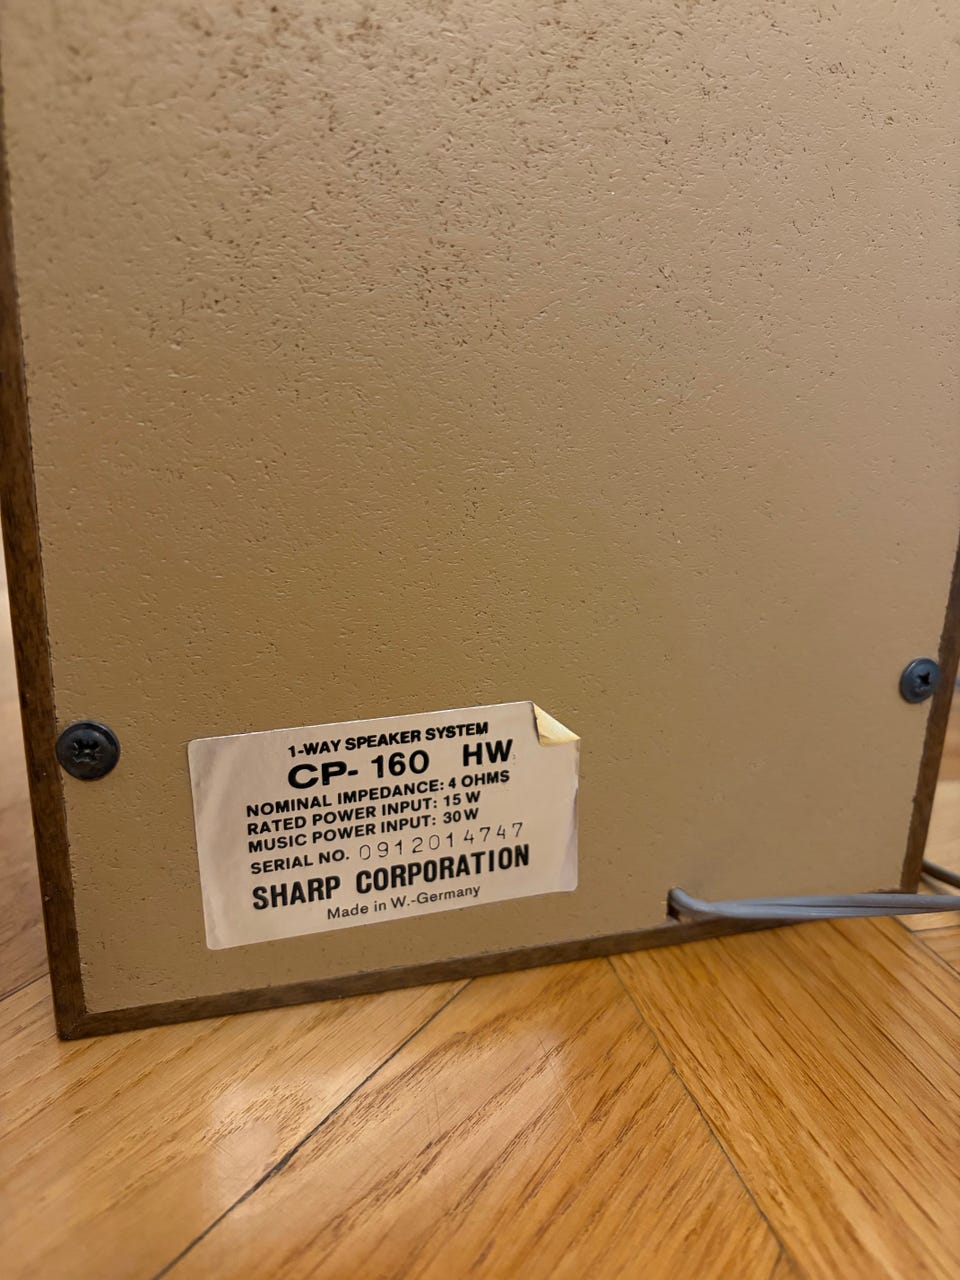 1-WAY SPEAKER SYSTEM
CP- 160 HW
NOMINAL IMPEDANCE: 4 OHMS
RATED POWER INPUT: 15 W
MUSIC POWER INPUT: 30 W
SERIAL NO. 0912014747
SHARP CORPORATION
Made in W.-Germany